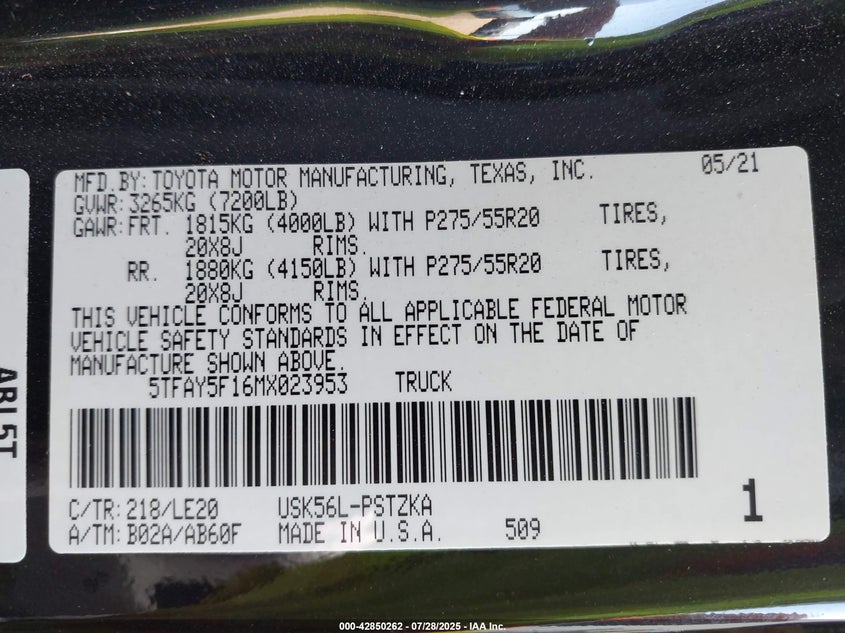 MFD.BY:TOYOTA MOTOR MANUFACTURING, TEXAS, INC. 05/21
GVWR:3265KG (7200LB)
GAWR:FRT. 1815KG (4000LB) WITH P275/55R20 TIRES,
20X8J RIMS.
RR. 1880KG (4150LB) WITH P275/55R20 TIRES,
20X8J RIMS.
THIS VEHICLE CONFORMS TO ALL APPLICABLE FEDERAL MOTOR
VEHICLE SAFETY STANDARDS IN EFFECT ON THE DATE OF
MANUFACTURE SHOWN ABOVE.
5TFAY5F16MX023953 TRUCK
C/TR:218/LE20 USK56L-PSTZKA
A/TM:B02A/AB60F MADE IN U.S.A. 509
1
000-42850262 - 07/28/2025 - IAA Inc.